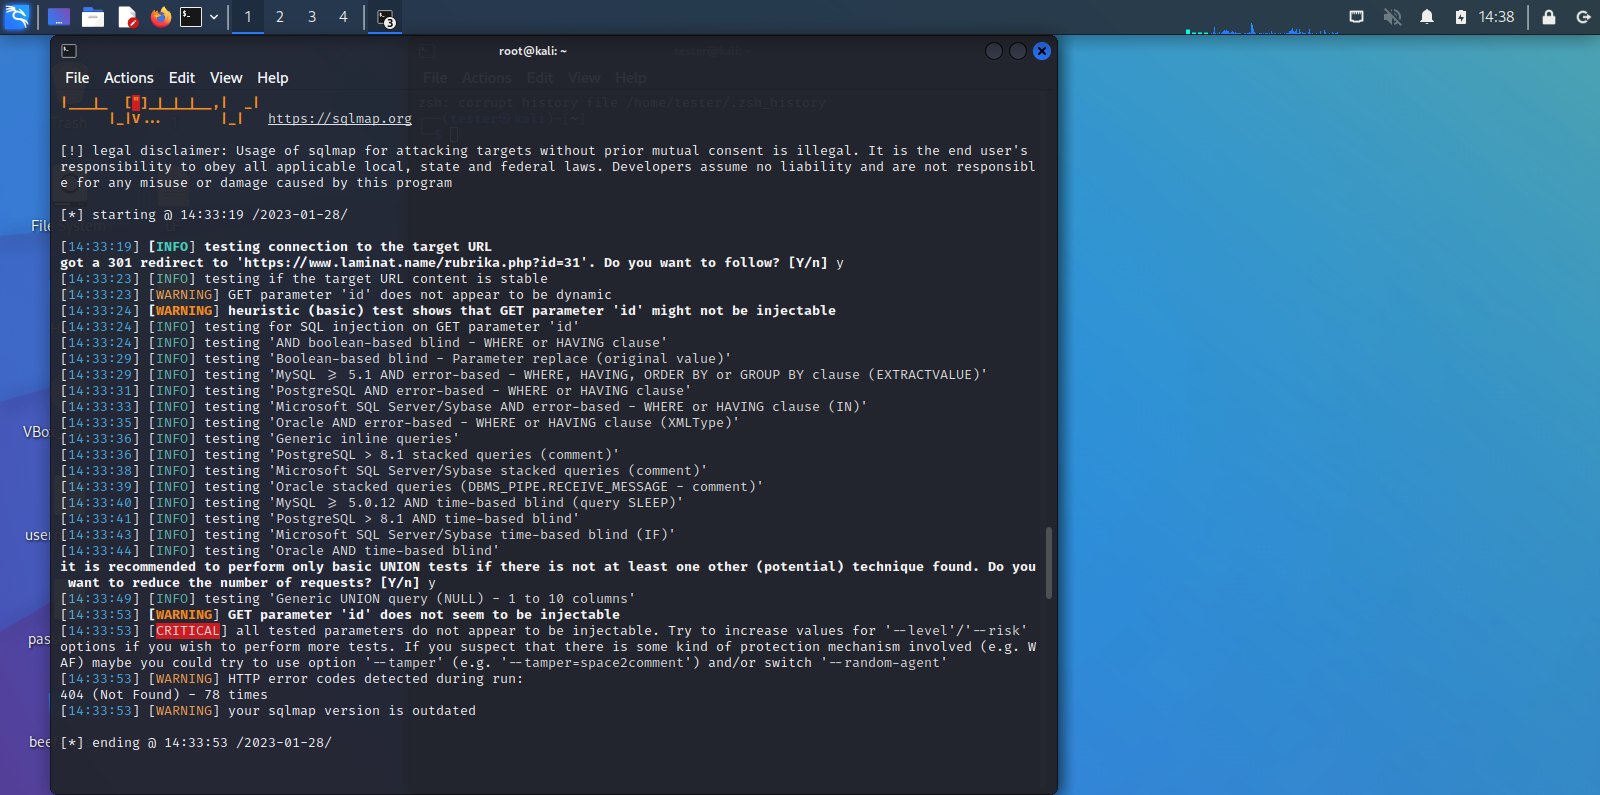 1 2 3 4
3
14:38
root@kali: ~
File Actions Edit View Help
https://sqlmap.org
zsh: corrupt history file /home/tester/.zsh_history
[!] legal disclaimer: Usage of sqlmap for attacking targets without prior mutual consent is illegal. It is the end user's
responsibility to obey all applicable local, state and federal laws. Developers assume no liability and are not responsibl
e for any misuse or damage caused by this program
[*] starting @ 14:33:19 /2023-01-28/
[14:33:19] [INFO] testing connection to the target URL
got a 301 redirect to 'https://www.laminat.name/rubrika.php?id=31'. Do you want to follow? [Y/n] y
[14:33:23] [INFO] testing if the target URL content is stable
[14:33:23] [WARNING] GET parameter 'id' does not appear to be dynamic
[14:33:24] [WARNING] heuristic (basic) test shows that GET parameter 'id' might not be injectable
[14:33:24] [INFO] testing for SQL injection on GET parameter 'id'
[14:33:24] [INFO] testing 'AND boolean-based blind - WHERE or HAVING clause'
[14:33:29] [INFO] testing 'Boolean-based blind - Parameter replace (original value)'
[14:33:29] [INFO] testing 'MySQL ⩾ 5.1 AND error-based - WHERE, HAVING, ORDER BY or GROUP BY clause (EXTRACTVALUE)'
[14:33:31] [INFO] testing 'PostgreSQL AND error-based - WHERE or HAVING clause'
[14:33:33] [INFO] testing 'Microsoft SQL Server/Sybase AND error-based - WHERE or HAVING clause (IN)'
[14:33:35] [INFO] testing 'Oracle AND error-based - WHERE or HAVING clause (XMLType)'
[14:33:36] [INFO] testing 'Generic inline queries'
[14:33:36] [INFO] testing 'PostgreSQL > 8.1 stacked queries (comment)'
[14:33:38] [INFO] testing 'Microsoft SQL Server/Sybase stacked queries (comment)'
[14:33:39] [INFO] testing 'Oracle stacked queries (DBMS_PIPE.RECEIVE_MESSAGE - comment)'
[14:33:40] [INFO] testing 'MySQL ⩾ 5.0.12 AND time-based blind (query SLEEP)'
[14:33:41] [INFO] testing 'PostgreSQL > 8.1 AND time-based blind'
[14:33:43] [INFO] testing 'Microsoft SQL Server/Sybase time-based blind (IF)'
[14:33:44] [INFO] testing 'Oracle AND time-based blind'
it is recommended to perform only basic UNION tests if there is not at least one other (potential) technique found. Do you
want to reduce the number of requests? [Y/n] y
[14:33:49] [INFO] testing 'Generic UNION query (NULL) - 1 to 10 columns'
[14:33:53] [WARNING] GET parameter 'id' does not seem to be injectable
[14:33:53] [CRITICAL] all tested parameters do not appear to be injectable. Try to increase values for '--level'/'--risk'
options if you wish to perform more tests. If you suspect that there is some kind of protection mechanism involved (e.g. W
AF) maybe you could try to use option '--tamper' (e.g. '--tamper=space2comment') and/or switch '--random-agent'
[14:33:53] [WARNING] HTTP error codes detected during run:
404 (Not Found) - 78 times
[14:33:53] [WARNING] your sqlmap version is outdated
[*] ending @ 14:33:53 /2023-01-28/
File System
VBo
user
pas
bee